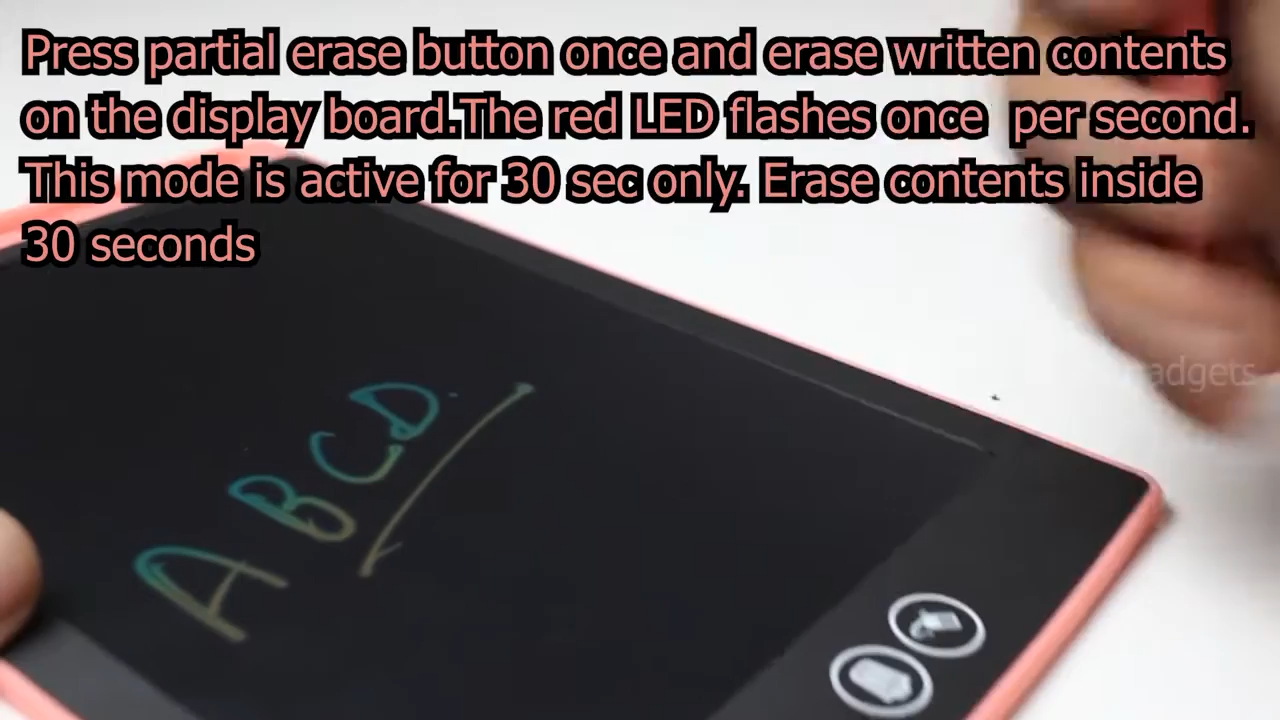 Press partial erase button once and erase written contents
on the display board.The red LED flashes once per second.
This mode is active for 30 sec only. Erase contents inside
30 seconds
adgets
ABCD